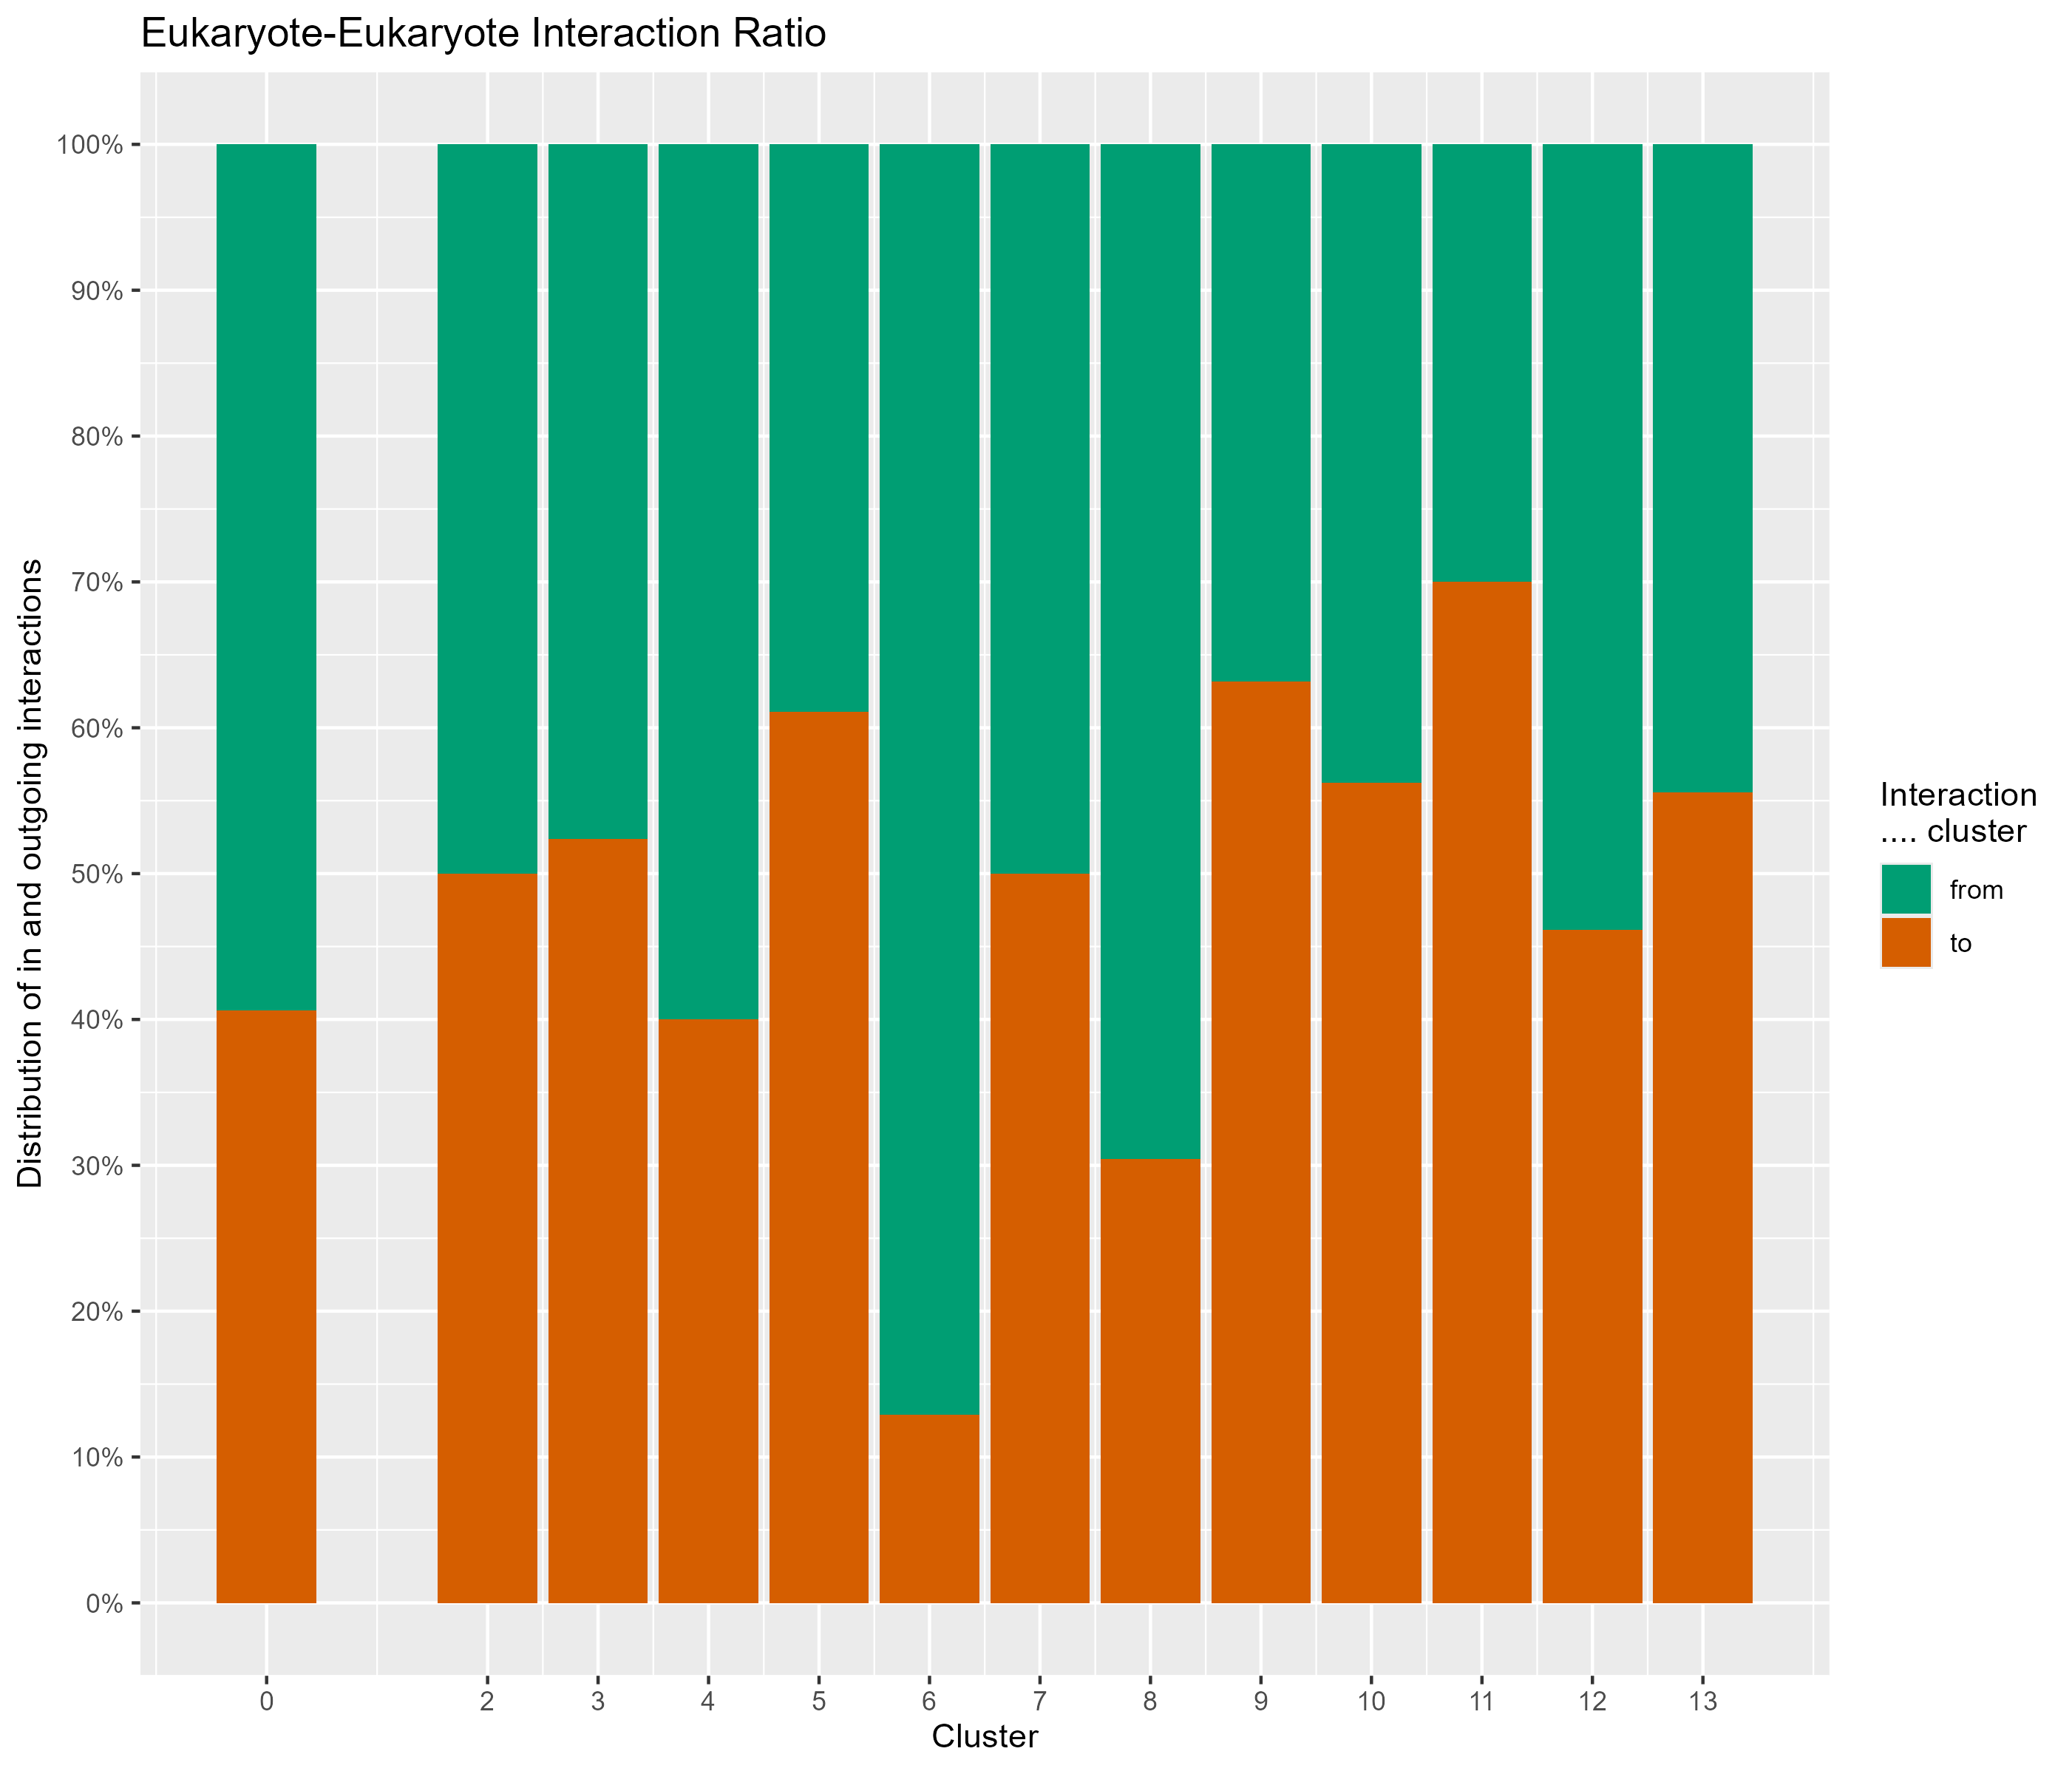 Eukaryote-Eukaryote Interaction Ratio
Distribution of in and outgoing interactions
100%
90%
80%
70%
60%
50%
40%
30%
20%
10%
0%
0 2 3 4 5 6 7 8 9 10 11 12 13
Cluster
Interaction
.... cluster
from
to